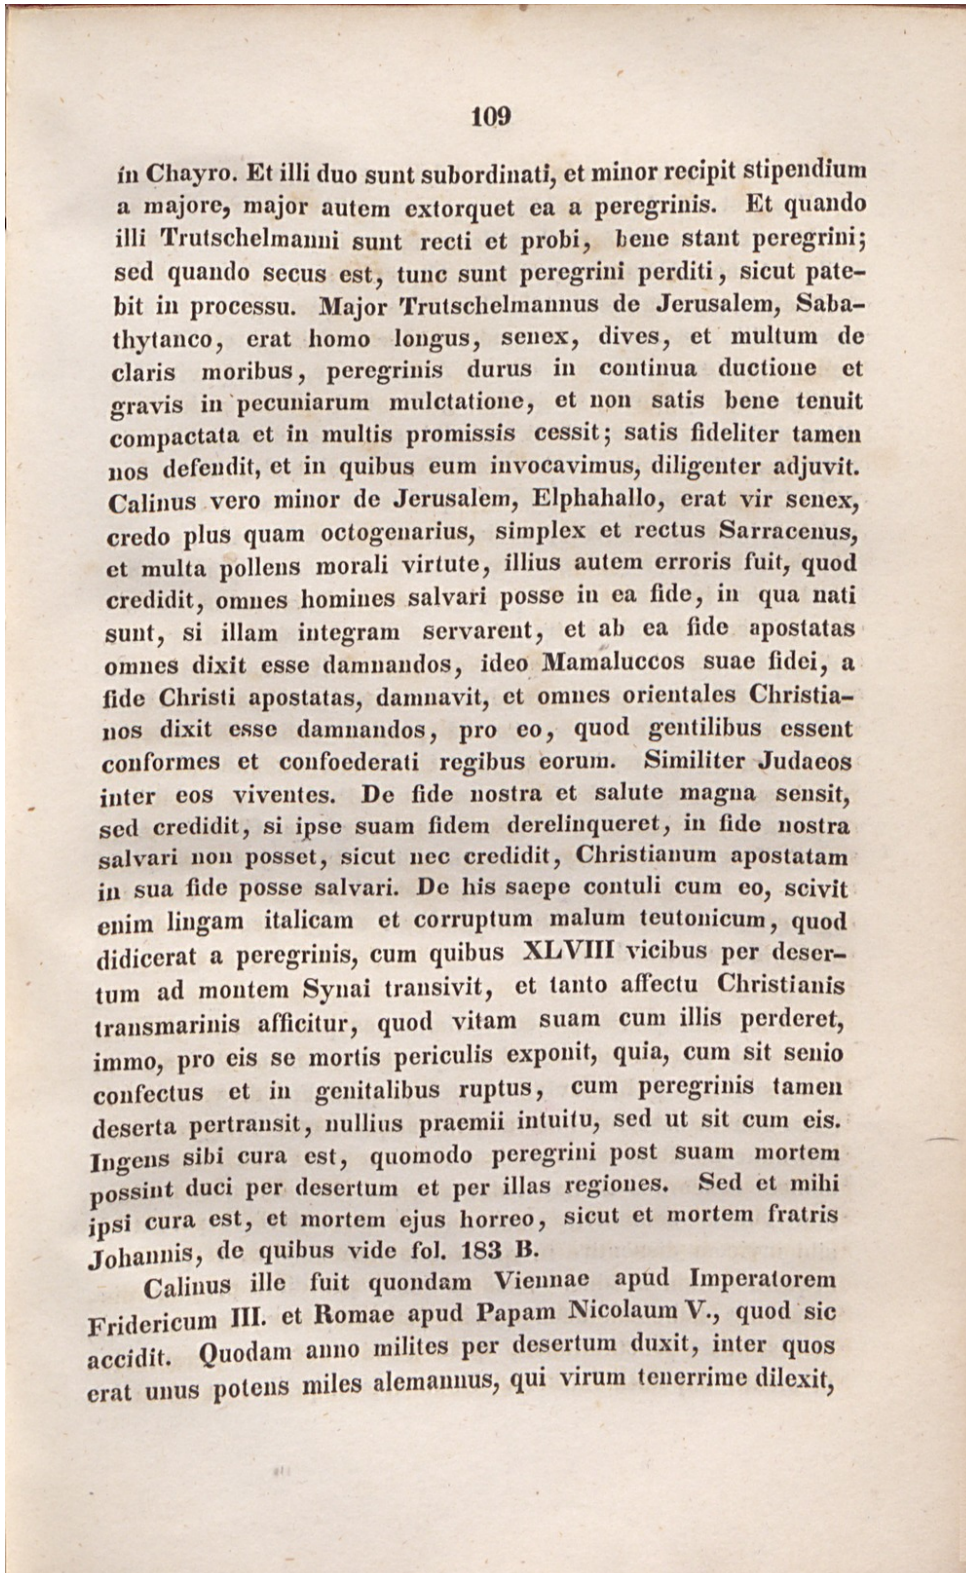 109
in Chayro. Et illi duo sunt subordinati, et minor recipit stipendium
a majore, major autem extorquet ea a peregrinis. Et quando
illi Trutschelmanni sunt recti et probi, bene stant peregrini;
sed quando secus est, tunc sunt peregrini perditi, sicut pate-
bit in processu. Major Trutschelmannus de Jerusalem, Saba-
thytanco, erat homo longus, senex, dives, et multum de
claris moribus, peregrinis durus in continua ductione et
gravis in pecuniarum mulctatione, et non satis bene tenuit
compactata et in multis promissis cessit; satis fideliter tamen
nos defendit, et in quibus eum invocavimus, diligenter adjuvit.
Calinus vero minor de Jerusalem, Elphahallo, erat vir senex,
credo plus quam octogenarius, simplex et rectus Sarracenus,
et multa pollens morali virtute, illius autem erroris fuit, quod
credidit, omnes homines salvari posse in ea fide, in qua nati
sunt, si illam integram servarent, et ab ea fide apostatas
omnes dixit esse damnandos, ideo Mamaluccos suae fidei, a
fide Christi apostatas, damnavit, et omnes orientales Christia-
nos dixit esse damnandos, pro eo, quod gentilibus essent
conformes et confoederati regibus eorum. Similiter Judaeos
inter eos viventes. De fide nostra et salute magna sensit,
sed credidit, si ipse suam fidem derelinqueret, in fide nostra
salvari non posset, sicut nec credidit, Christianum apostatam
in sua fide posse salvari. De his saepe contuli cum eo, scivit
enim lingam italicam et corruptum malum teutonicum, quod
didicerat a peregrinis, cum quibus XLVIII vicibus per deser-
tum ad montem Synai transivit, et tanto affectu Christianis
transmarinis afficitur, quod vitam suam cum illis perderet,
immo, pro eis se mortis periculis exponit, quia, cum sit senio
confectus et in genitalibus ruptus, cum peregrinis tamen
deserta pertransit, nullius praemii intuitu, sed ut sit cum eis.
Ingens sibi cura est, quomodo peregrini post suam mortem
possint duci per desertum et per illas regiones. Sed et mihi
ipsi cura est, et mortem ejus horreo, sicut et mortem fratris
Johannis, de quibus vide fol. 183 B.
Calinus ille fuit quondam Viennae apud Imperatorem
Fridericum III. et Romae apud Papam Nicolaum V., quod sic
accidit. Quodam anno milites per desertum duxit, inter quos
erat unus potens miles alemannus, qui virum tenerrime dilexit,